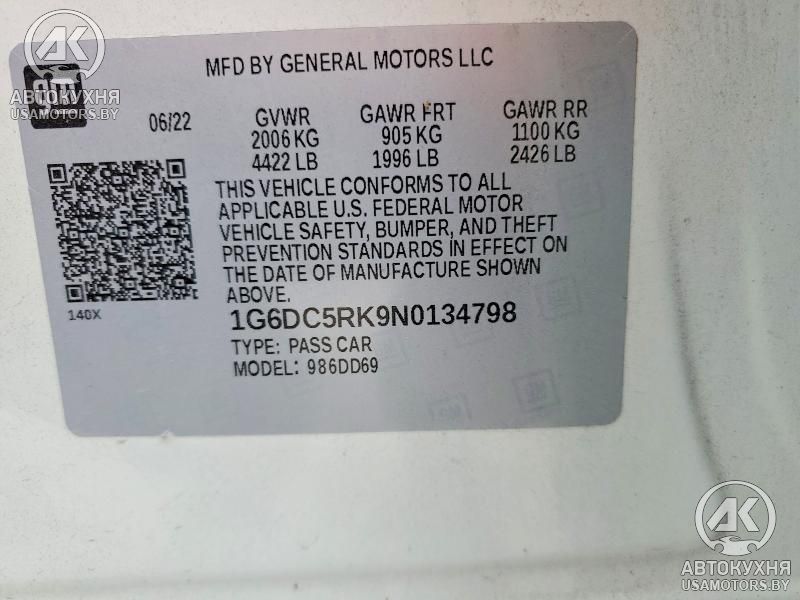 АК
gm
АВТОКУХНЯ
USAMOTORS.BY
MFD BY GENERAL MOTORS LLC
06/22 GVWR GAWR FRT GAWR RR
2006 KG 905 KG 1100 KG
4422 LB 1996 LB 2426 LB
THIS VEHICLE CONFORMS TO ALL
APPLICABLE U.S. FEDERAL MOTOR
VEHICLE SAFETY, BUMPER, AND THEFT
PREVENTION STANDARDS IN EFFECT ON
THE DATE OF MANUFACTURE SHOWN
ABOVE.
140X
1G6DC5RK9N0134798
TYPE: PASS CAR
MODEL: 986DD69
АК
АВТОКУХНЯ
USAMOTORS.BY